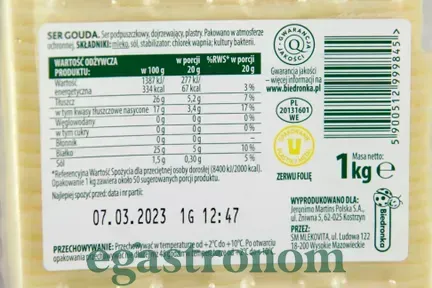 SER GOUDA. Ser podpuszczkowy, dojrzewający, plastry. Pakowano w atmosferze
ochronnej. SKŁADNIKI: mleko, sól, stabilizator: chlorek wapnia; kultury bakterii.
WARTOŚĆ ODŻYWCZA
PRODUKTU: w 100 g w porcji 20 g %RWS* w porcji 20 g
Wartość 1387 kJ/ 277 kJ/
energetyczna 334 kcal 67 kcal 3 %
Tłuszcz 26 g 5,2 g 7 %
w tym kwasy tłuszczowe nasycone 17 g 3,4 g 17 %
Węglowodany 0 g 0 g 0 %
w tym cukry 0 g 0 g 0 %
Błonnik 0 g 0 g
Białko 25 g 5 g 10 %
Sól 1,5 g 0,30 g 5 %
*Referencyjna Wartość Spożycia dla przeciętnej osoby dorosłej (8400 kJ/2000 kcal).
Opakowanie 1 kg zawiera około 50 sugerowanych porcji produktu.
Najlepiej spożyć przed: data i nr partii:
07.03.2023 1G 12:47
PRZECHOWYWANIE: Przechowywać w temperaturze od +2°C do +10°C. Po otwarciu
GWARANCJA
JAKOŚCI
Q
Gwarancja jakości
– więcej na:
www.biedronka.pl
PL
20131601
WE
5900512999845
ZERWIJ FOLIĘ
Masa netto:
1kg e
WYPRODUKOWANO DLA:
Jeronimo Martins Polska S.A.,
ul. Żniwna 5, 62-025 Kostrzyn
PRZEZ:
SM MLEKOVITA, ul. Ludowa 122
18-200 Wysokie Mazowieckie
Biedronka
egastronom